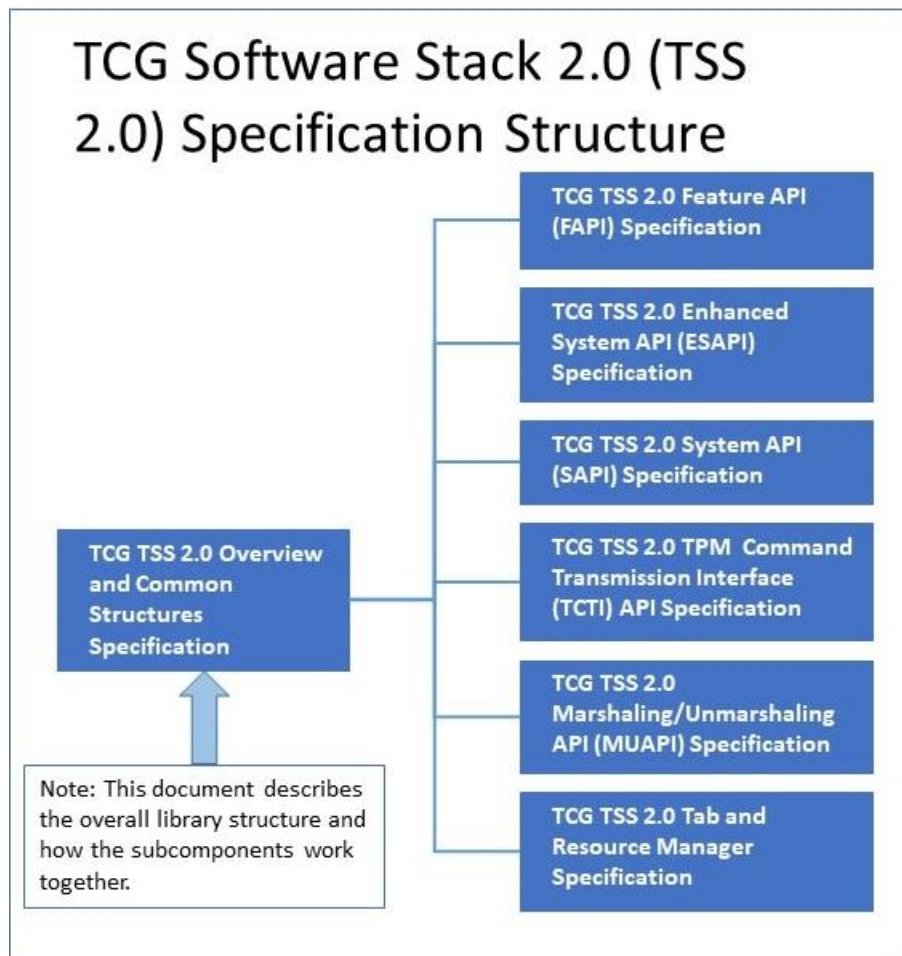 TCG Software Stack 2.0 (TSS
2.0) Specification Structure
TCG TSS 2.0 Feature API
(FAPI) Specification
TCG TSS 2.0 Enhanced
System API (ESAPI)
Specification
TCG TSS 2.0 System API
(SAPI) Specification
TCG TSS 2.0 Overview
and Common
Structures
Specification
TCG TSS 2.0 TPM Command
Transmission Interface
(TCTI) API Specification
TCG TSS 2.0
Marshaling/Unmarshaling
API (MUAPI) Specification
Note: This document describes
the overall library structure and
how the subcomponents work
together.
TCG TSS 2.0 Tab and
Resource Manager
Specification